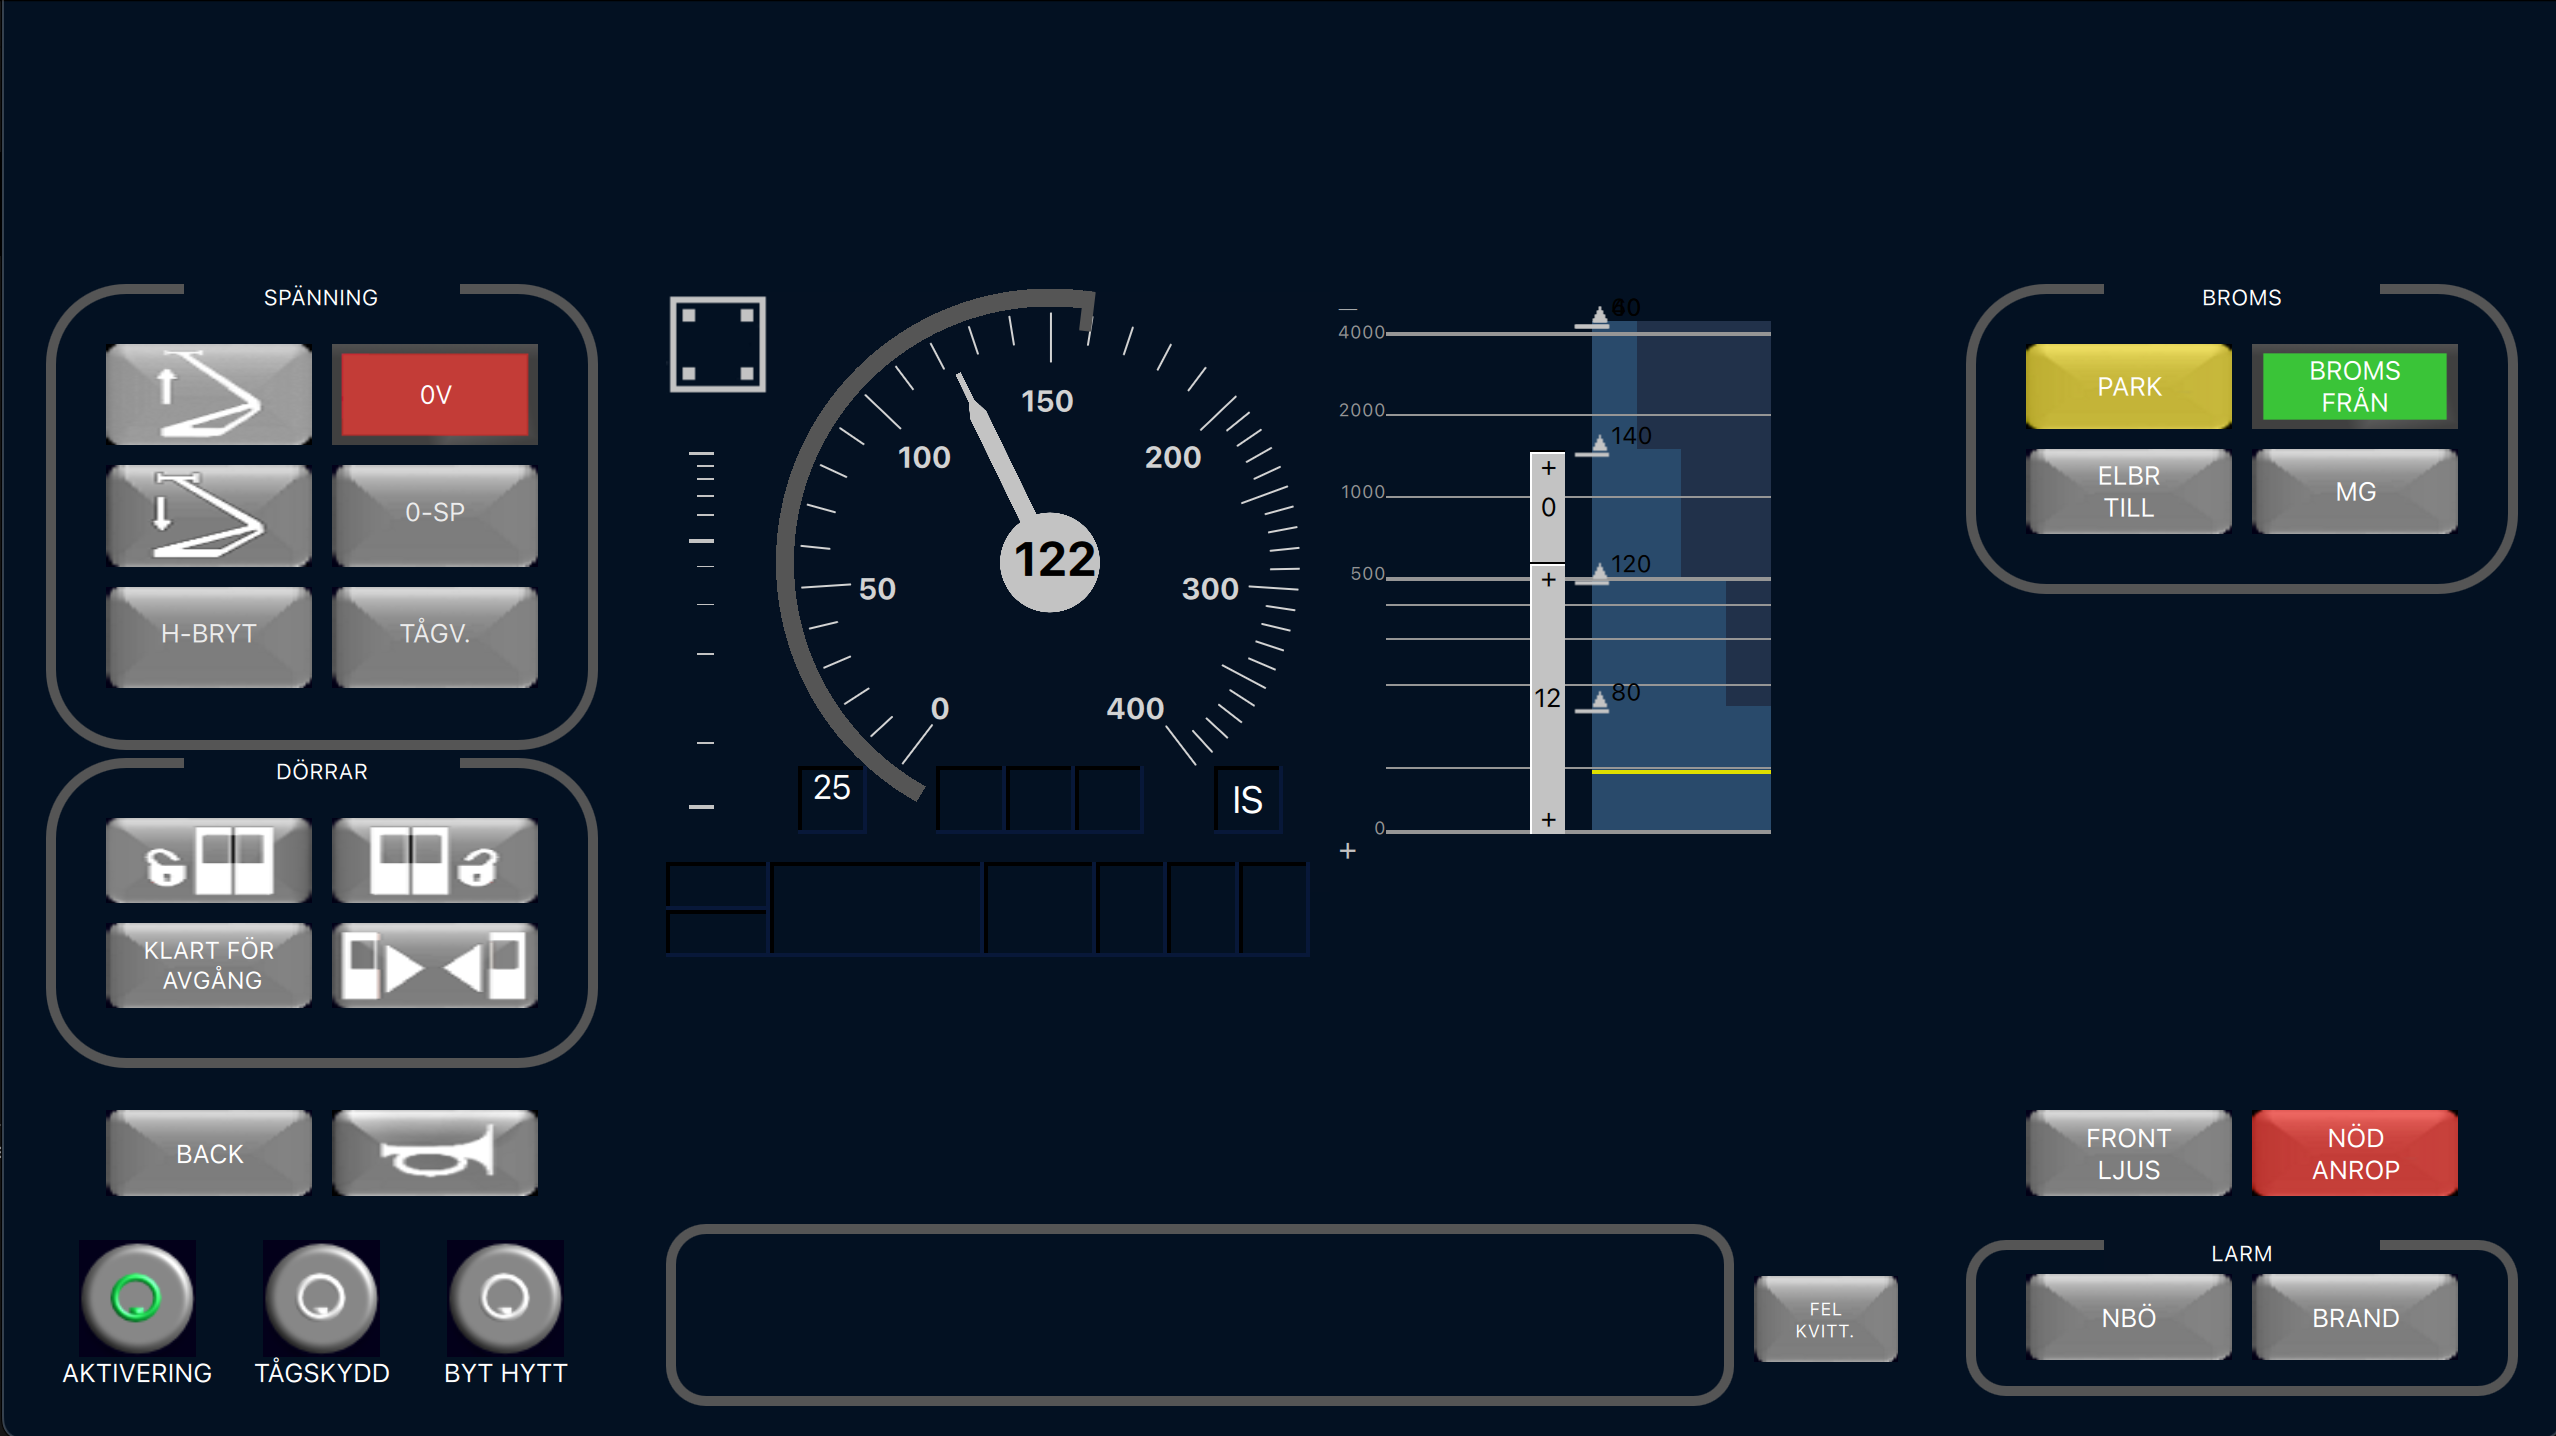 SPÄNNING
0V
0-SP
H-BRYT
TÅGV.
DÖRRAR
KLART FÖR
AVGÅNG
BACK
AKTIVERING
TÅGSKYDD
BYT HYTT
0
50
100
150
200
300
400
122
25
IS
4000
2000
1000
500
0
+
+
0
+
12
+
140
120
80
BROMS
PARK
BROMS
FRÅN
ELBR
TILL
MG
FRONT
LJUS
NÖD
ANROP
FEL
KVITT.
LARM
NBÖ
BRAND